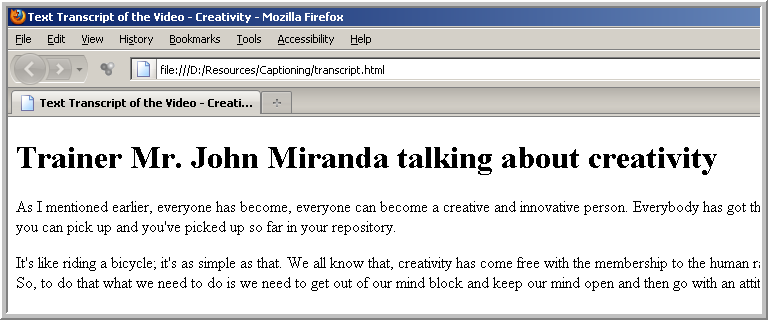 Text Transcript of the Video - Creativity - Mozilla Firefox
File Edit View History Bookmarks Tools Accessibility Help
file:///D:/Resources/Captioning/transcript.html
Text Transcript of the Video - Creati...
Trainer Mr. John Miranda talking about creativity
As I mentioned earlier, everyone has become, everyone can become a creative and innovative person. Everybody has got
you can pick up and you've picked up so far in your repository.
It's like riding a bicycle; it's as simple as that. We all know that, creativity has come free with the membership to the human
So, to do that what we need to do is we need to get out of our mind block and keep our mind open and then go with an